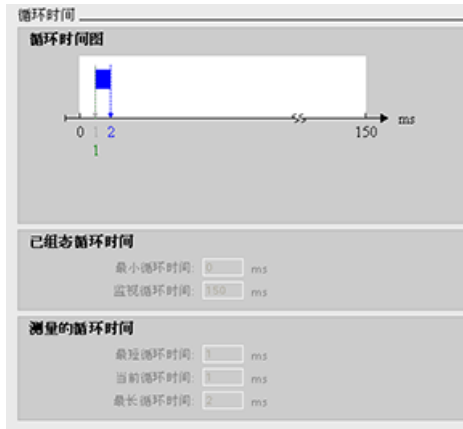 循环时间
循环时间图
0 1 2 150 ms
1
已组态循环时间
最小循环时间: 0 ms
监视循环时间: 150 ms
测量的循环时间
最短循环时间: 1 ms
当前循环时间: 1 ms
最长循环时间: 2 ms